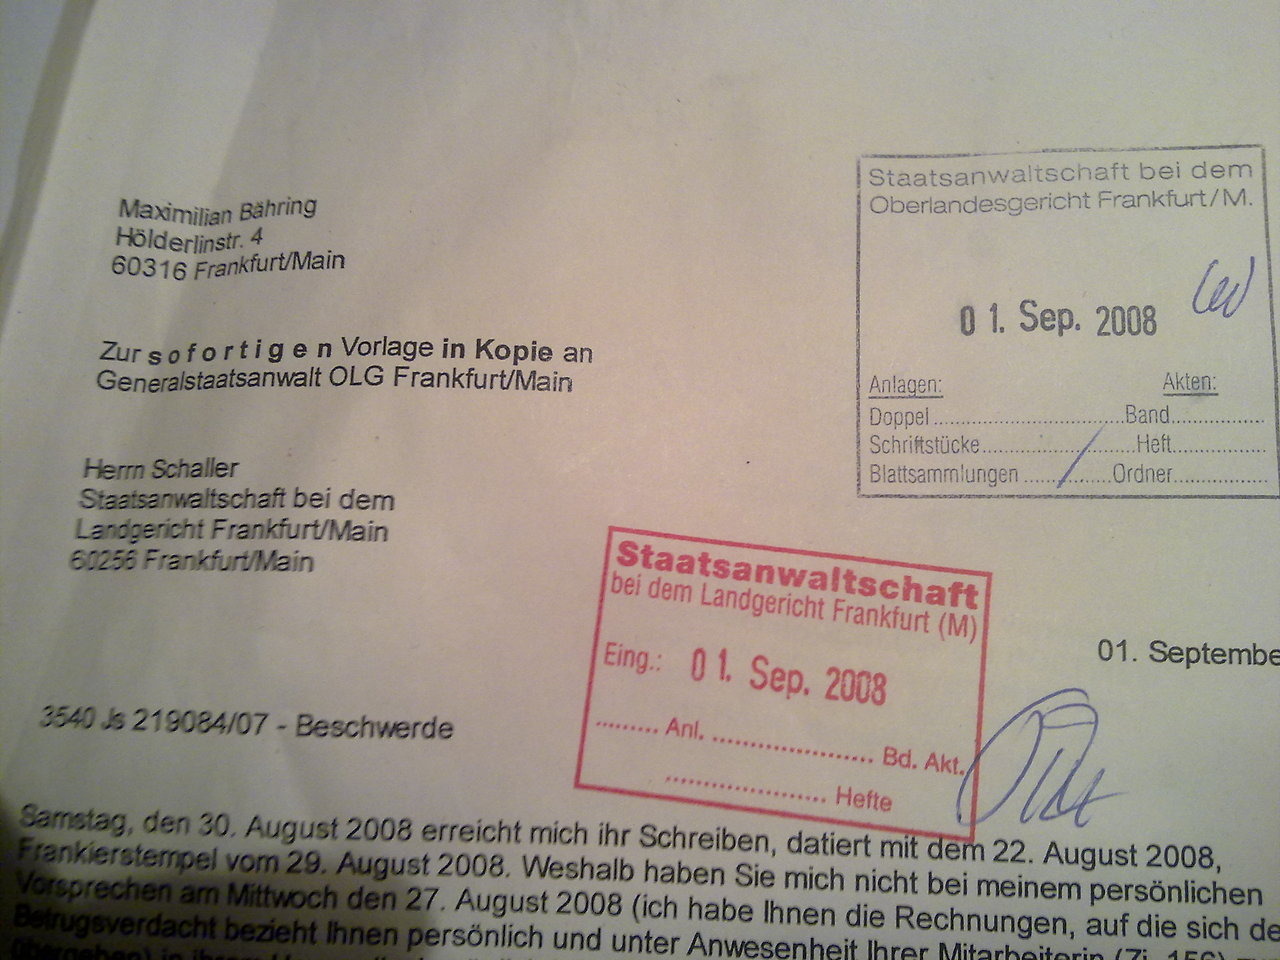 Maximilian Bähring
Hölderlinstr. 4
60316 Frankfurt/Main
Staatsanwaltschaft bei dem
Oberlandesgericht Frankfurt/M.
01. Sep. 2008
Anlagen: Akten:
Doppel..............................Band...............
Schriftstücke......................Heft...............
Blattsammlungen ..............Ordner...............
Zur sofortigen Vorlage in Kopie an
Generalstaatsanwalt OLG Frankfurt/Main
Herrn Schaller
Staatsanwaltschaft bei dem
Landgericht Frankfurt/Main
60256 Frankfurt/Main
Staatsanwaltschaft
bei dem Landgericht Frankfurt (M)
Eing.: 01. Sep. 2008
......... Anl. ........................ Bd. Akt.
........................ Hefte
01. Septembe
3540 Js 219084/07 - Beschwerde
Samstag, den 30. August 2008 erreicht mich ihr Schreiben, datiert mit dem 22. August 2008,
Frankierstempel vom 29. August 2008. Weshalb haben Sie mich nicht bei meinem persönlichen
Vorsprechen am Mittwoch den 27. August 2008 (ich habe Ihnen die Rechnungen, auf die sich de
Betrugsverdacht bezieht Ihnen persönlich und unter Anwesenheit Ihrer Mitarbeiterin (Zi. 156)